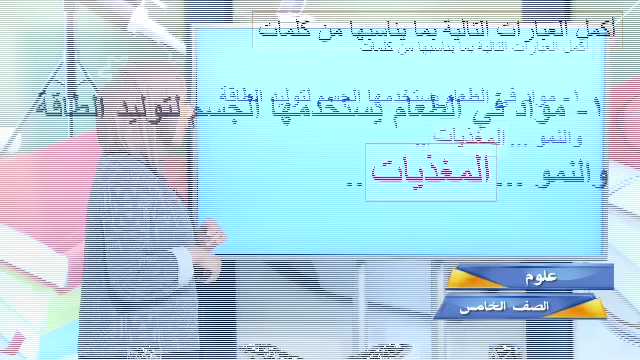 أكمل العبارات التالية بما يناسبها من كلمات
أكمل العبارات التالية بما يناسبها من كلمات
١- مواد في الطعام يستخدمها الجسم لتوليد الطاقة
١- مواد في الطعام يستخدمها الجسم لتوليد الطاقة
والنمو ... المغذيات ...
والنمو ... المغذيات ..
علوم
الصف الخامس